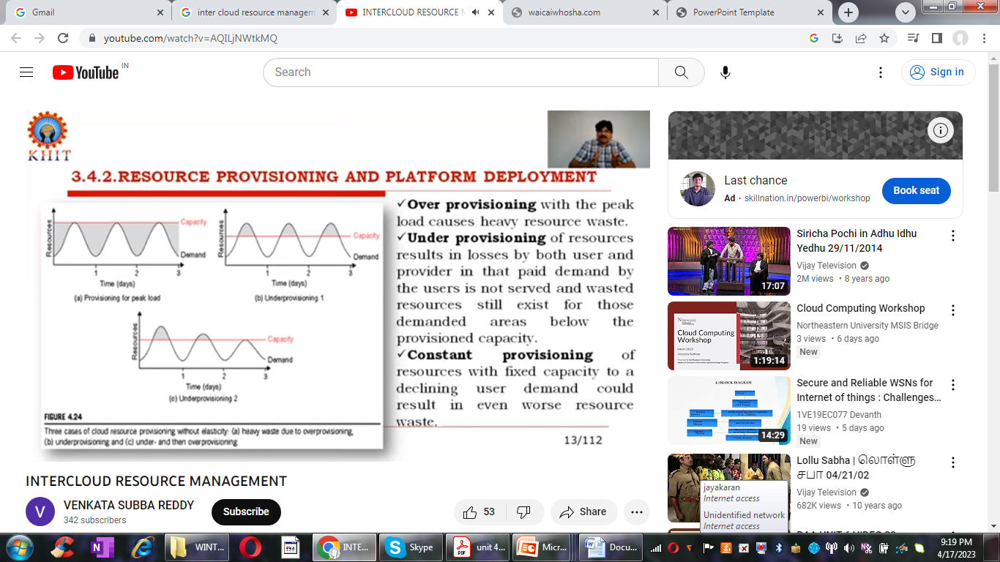 Gmail
inter cloud resource managem
INTERCLOUD RESOURCE M
waicaiwhosha.com
PowerPoint Template
youtube.com/watch?v=AQILjNWtkMQ
YouTube IN
Search
Sign in
KHIT
3.4.2.RESOURCE PROVISIONING AND PLATFORM DEPLOYMENT
Resources
Capacity
Demand
1 2 3
Time (days)
(a) Provisioning for peak load
Resources
Capacity
Demand
1 2 3
Time (days)
(b) Underprovisioning 1
Resources
Capacity
Demand
1 2 3
Time (days)
(c) Underprovisioning 2
FIGURE 4.24
Three cases of cloud resource provisioning without elasticity: (a) heavy waste due to overprovisioning,
(b) underprovisioning and (c) under- and then overprovisioning.
✓Over provisioning with the peak
load causes heavy resource waste.
✓Under provisioning of resources
results in losses by both user and
provider in that paid demand by
the users is not served and wasted
resources still exist for those
demanded areas below the
provisioned capacity.
✓Constant provisioning of
resources with fixed capacity to a
declining user demand could
result in even worse resource
waste.
13/112
INTERCLOUD RESOURCE MANAGEMENT
V
VENKATA SUBBA REDDY
342 subscribers
Subscribe
53
Share
Last chance
Ad · skillnation.in/powerbi/workshop
Book seat
17:07
Siricha Pochi in Adhu Idhu
Yedhu 29/11/2014
Vijay Television
2M views • 8 years ago
Cloud Computing
Workshop
04/01/2023
1:19:14
Cloud Computing Workshop
Northeastern University MSIS Bridge
3 views • 6 days ago
New
4.1BLOCK DIAGRAM
14:29
Secure and Reliable WSNs for
Internet of things : Challenges...
1VE19EC077 Devanth
19 views • 5 days ago
New
Lollu Sabha | லொள்ளு
சபா 04/21/02
Vijay Television
682K views • 10 years ago
jayakaran
Internet access
Unidentified network
Internet access
WINT...
INTE...
Skype
unit 4...
Micr...
Docu...
9:19 PM
4/17/2023